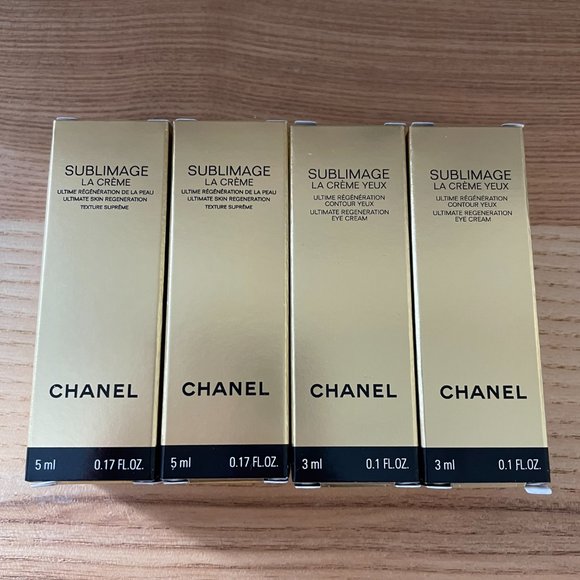 SUBLIMAGE
LA CRÈME
ULTIME RÉGÉNÉRATION DE LA PEAU
ULTIMATE SKIN REGENERATION
TEXTURE SUPRÊME
CHANEL
5 ml 0.17 FL.OZ.
SUBLIMAGE
LA CRÈME
ULTIME RÉGÉNÉRATION DE LA PEAU
ULTIMATE SKIN REGENERATION
TEXTURE SUPRÊME
CHANEL
5 ml 0.17 FL.OZ.
SUBLIMAGE
LA CRÈME YEUX
ULTIME RÉGÉNÉRATION
CONTOUR YEUX
ULTIMATE REGENERATION
EYE CREAM
CHANEL
3 ml 0.1 FL.OZ.
SUBLIMAGE
LA CRÈME YEUX
ULTIME RÉGÉNÉRATION
CONTOUR YEUX
ULTIMATE REGENERATION
EYE CREAM
CHANEL
3 ml 0.1 FL.OZ.